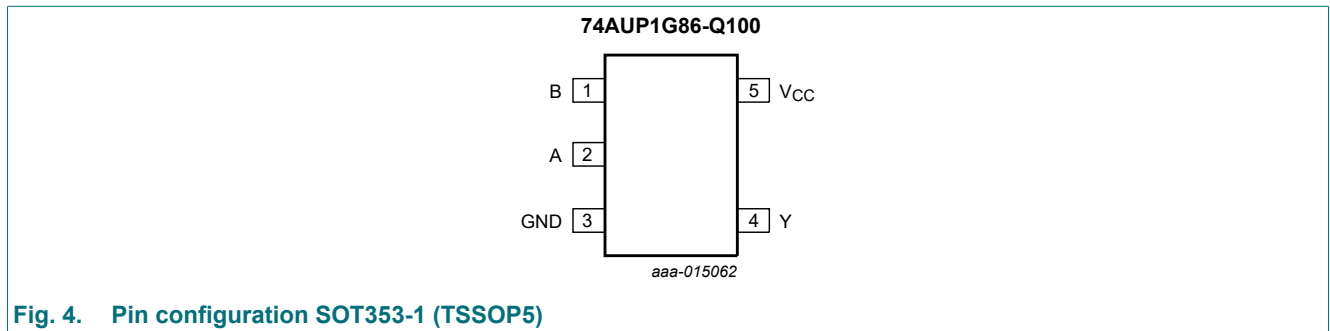 74AUP1G86-Q100
B 1 5 VCC
A 2
GND 3 4 Y
aaa-015062
Fig. 4. Pin configuration SOT353-1 (TSSOP5)